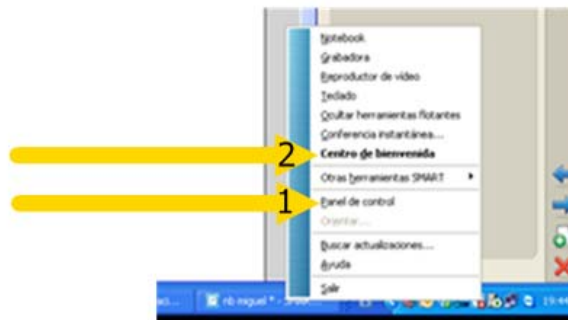 Notebook
Grabadora
Reproductor de vídeo
Teclado
Ocultar herramientas flotantes
Conferencia instantánea...
2 Centro de bienvenida
Otras herramientas SMART
1 Panel de control
Orientar...
Buscar actualizaciones...
Ayuda
Salir
nb miguel * - 
19:44